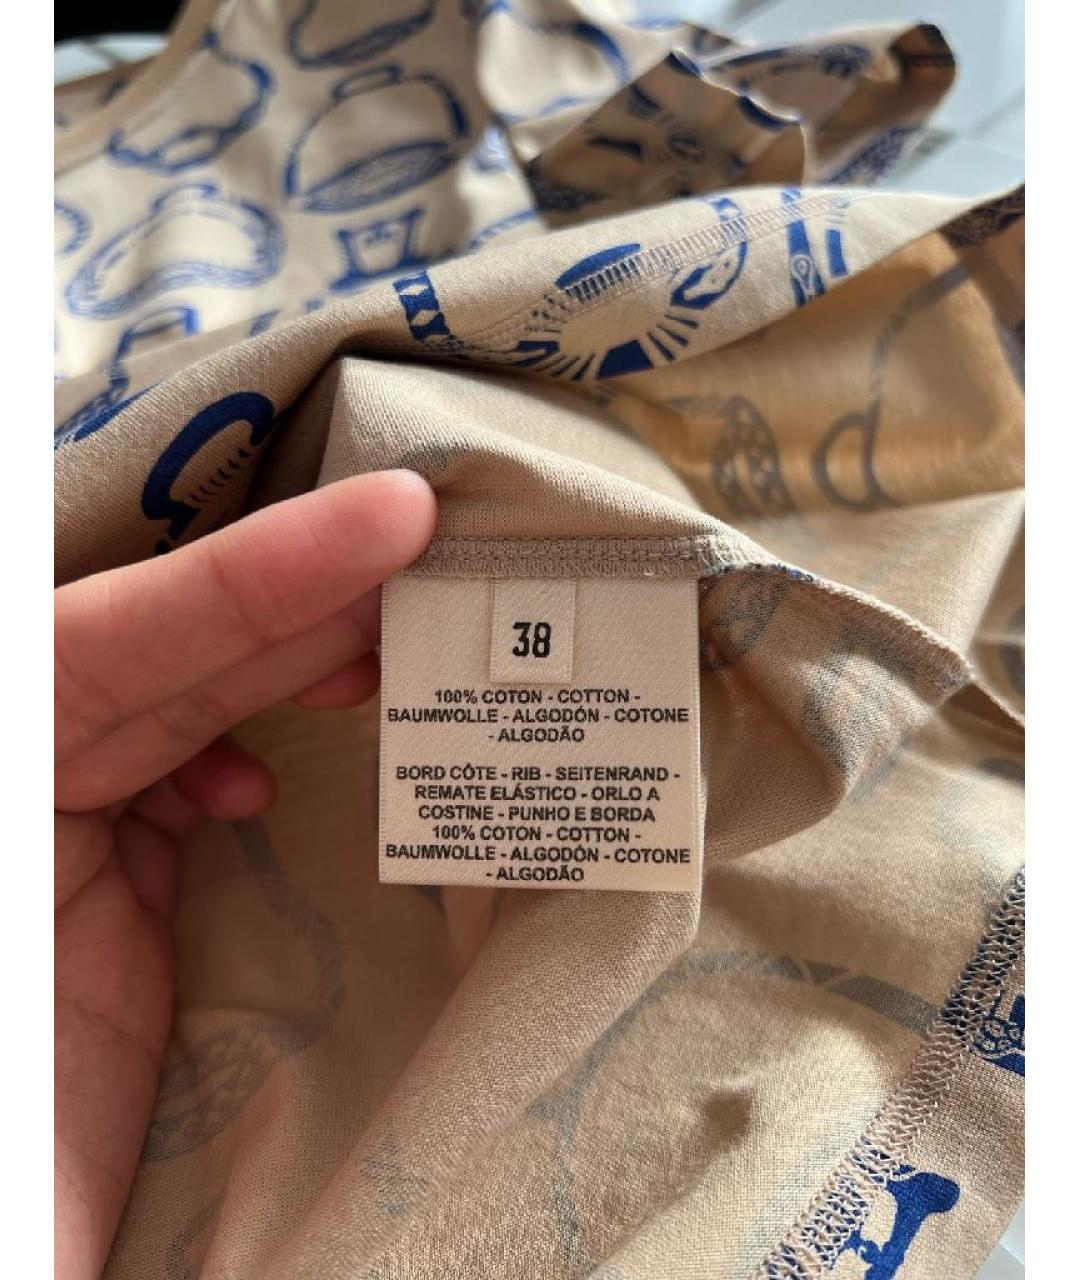 38
100% COTON - COTTON -
BAUMWOLLE - ALGODÓN - COTONE
- ALGODÃO
BORD CÔTE - RIB - SEITENRAND -
REMATE ELÁSTICO - ORLO A
COSTINE - PUNHO E BORDA
100% COTON - COTTON -
BAUMWOLLE - ALGODÓN - COTONE
- ALGODÃO